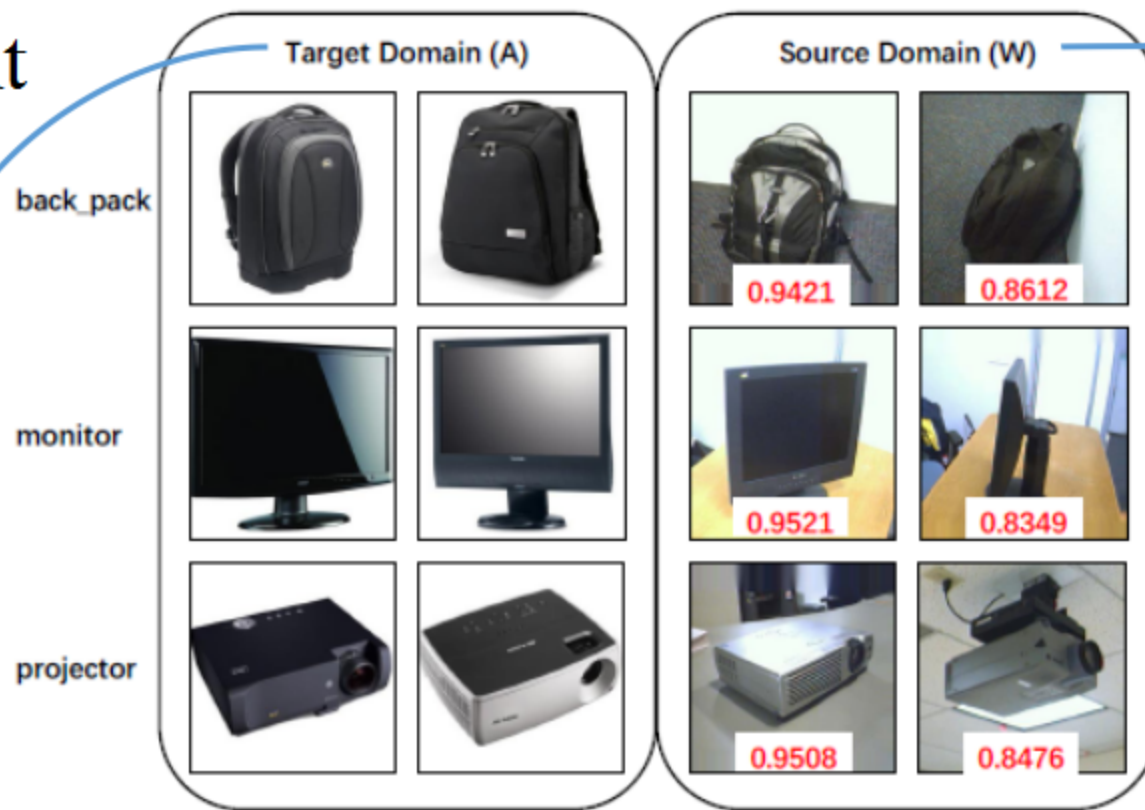 Target Domain (A)
Source Domain (W)
back_pack
0.9421
0.8612
monitor
0.9521
0.8349
projector
0.9508
0.8476